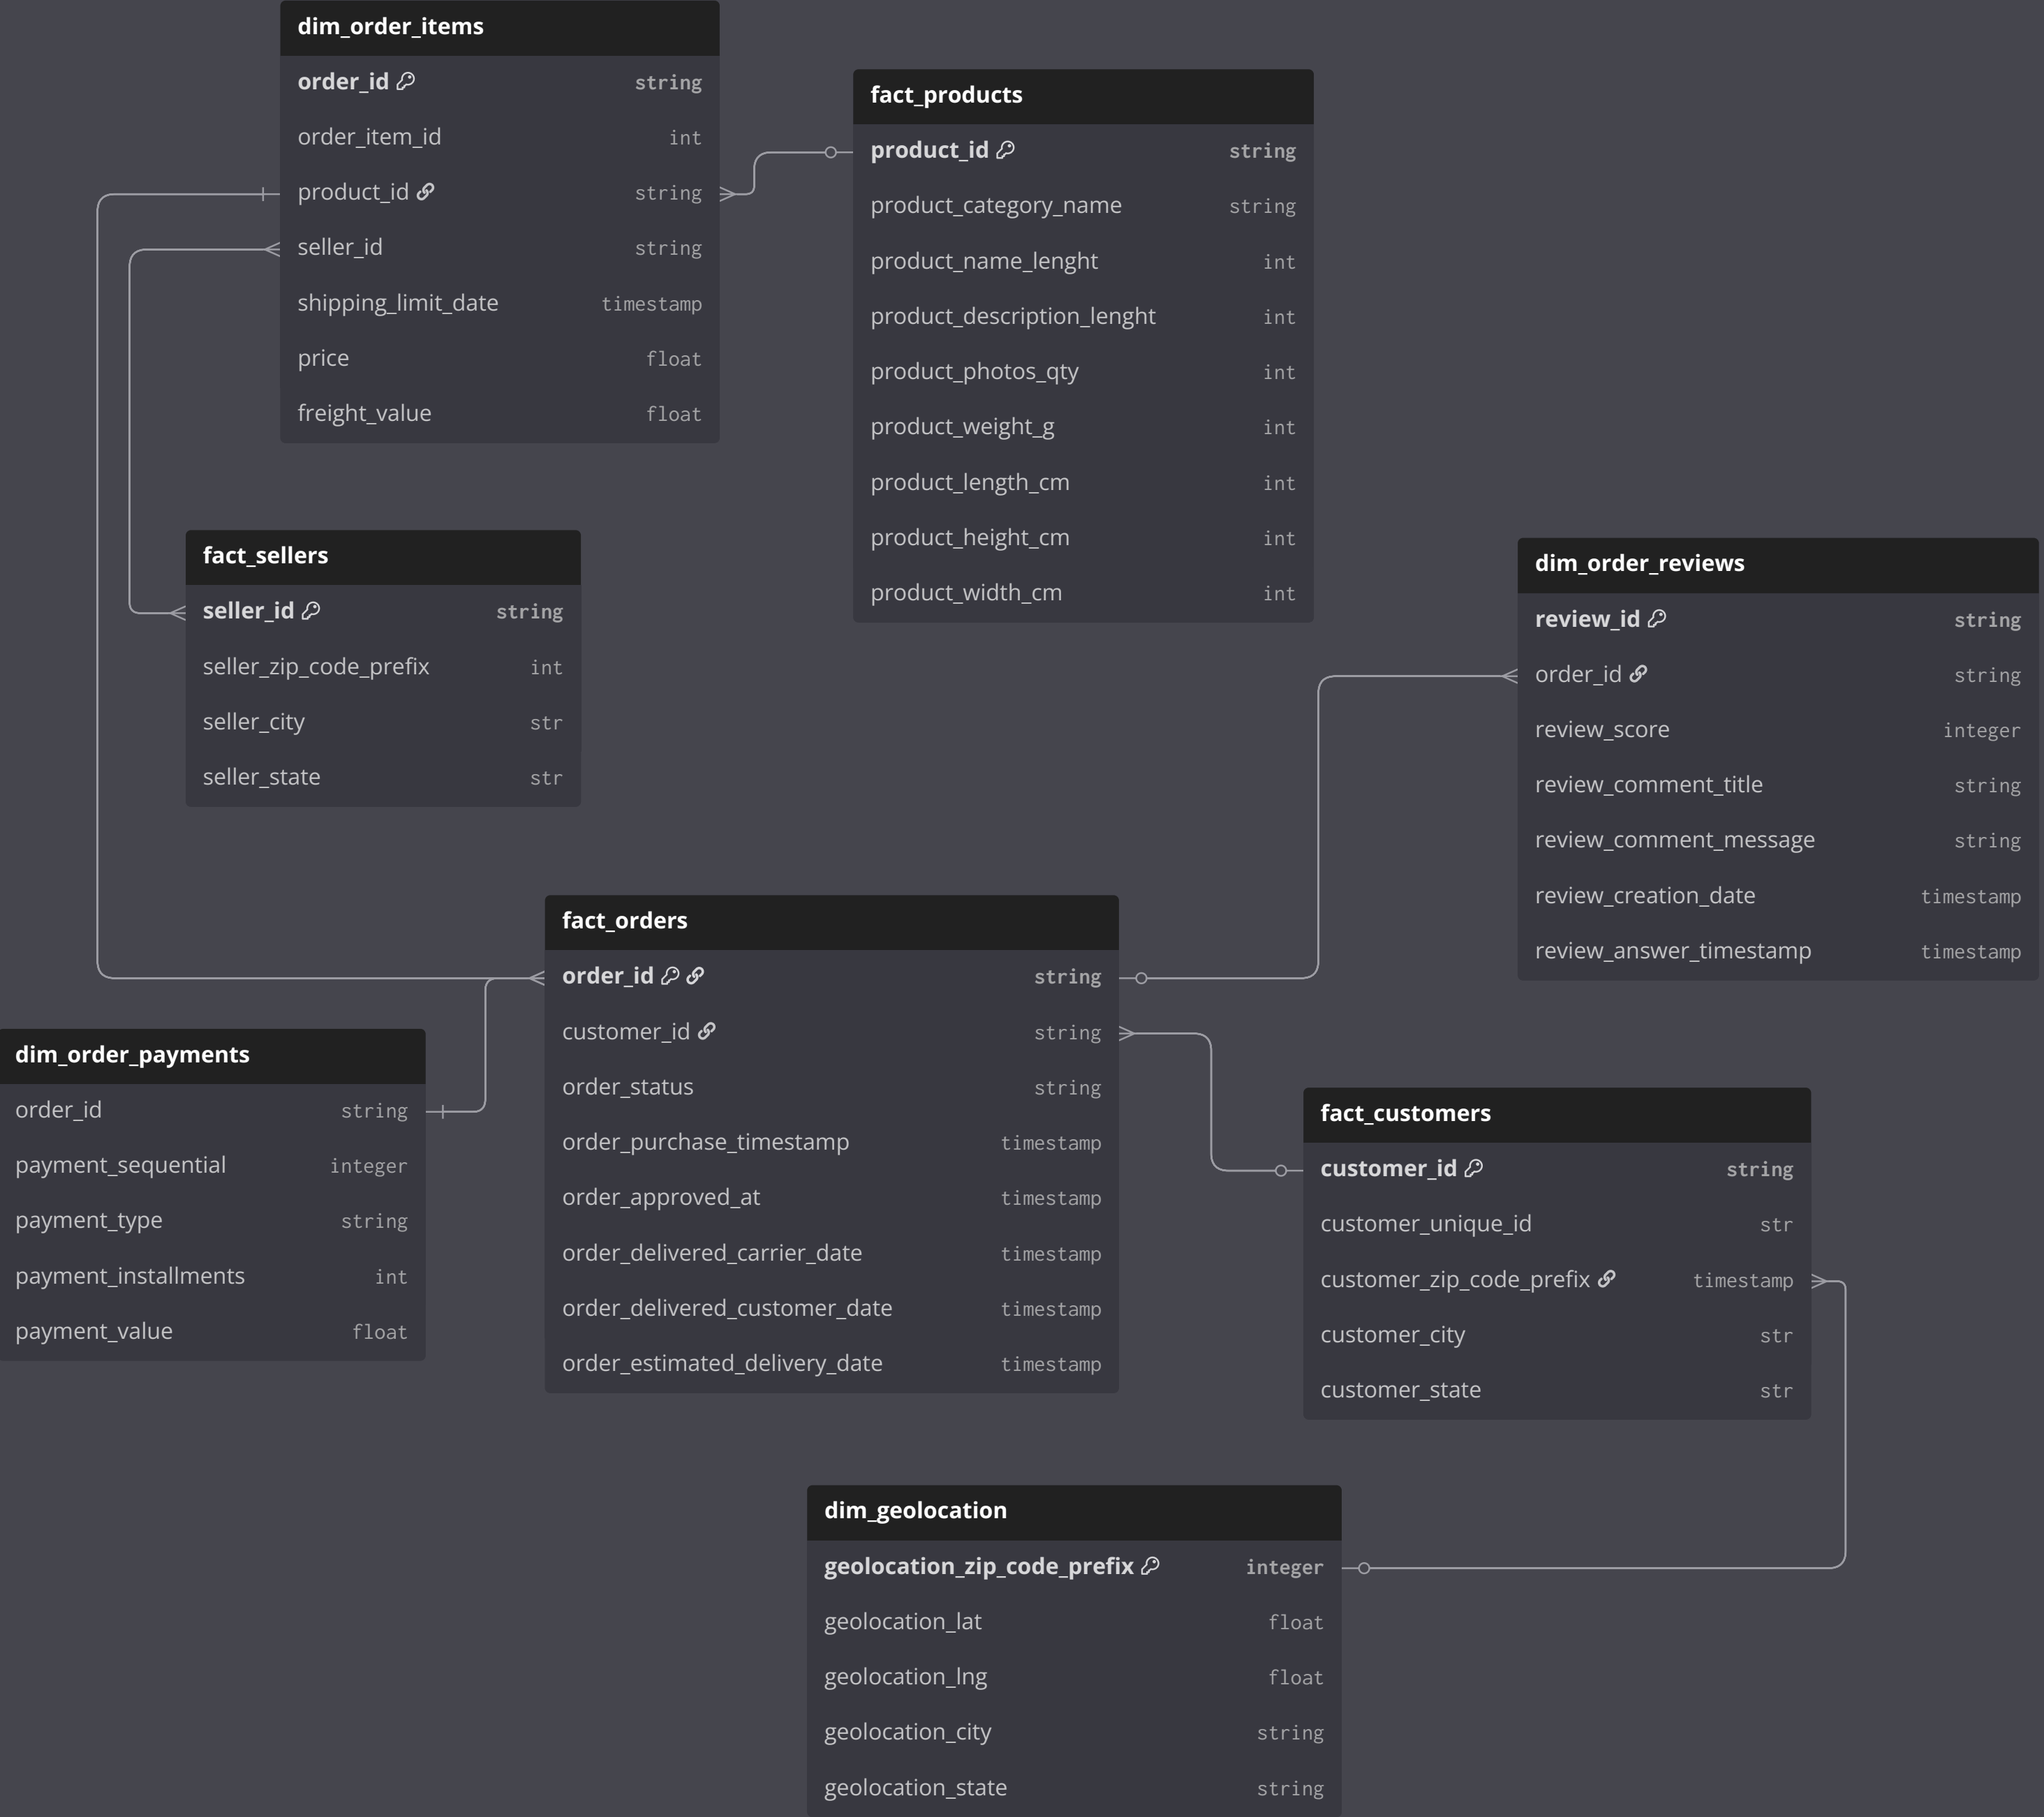 dim_order_items
order_id string
order_item_id int
product_id string
seller_id string
shipping_limit_date timestamp
price float
freight_value float
fact_products
product_id string
product_category_name string
product_name_lenght int
product_description_lenght int
product_photos_qty int
product_weight_g int
product_length_cm int
product_height_cm int
product_width_cm int
fact_sellers
seller_id string
seller_zip_code_prefix int
seller_city str
seller_state str
dim_order_reviews
review_id string
order_id string
review_score integer
review_comment_title string
review_comment_message string
review_creation_date timestamp
review_answer_timestamp timestamp
fact_orders
order_id string
customer_id string
order_status string
order_purchase_timestamp timestamp
order_approved_at timestamp
order_delivered_carrier_date timestamp
order_delivered_customer_date timestamp
order_estimated_delivery_date timestamp
dim_order_payments
order_id string
payment_sequential integer
payment_type string
payment_installments int
payment_value float
fact_customers
customer_id string
customer_unique_id str
customer_zip_code_prefix timestamp
customer_city str
customer_state str
dim_geolocation
geolocation_zip_code_prefix integer
geolocation_lat float
geolocation_lng float
geolocation_city string
geolocation_state string